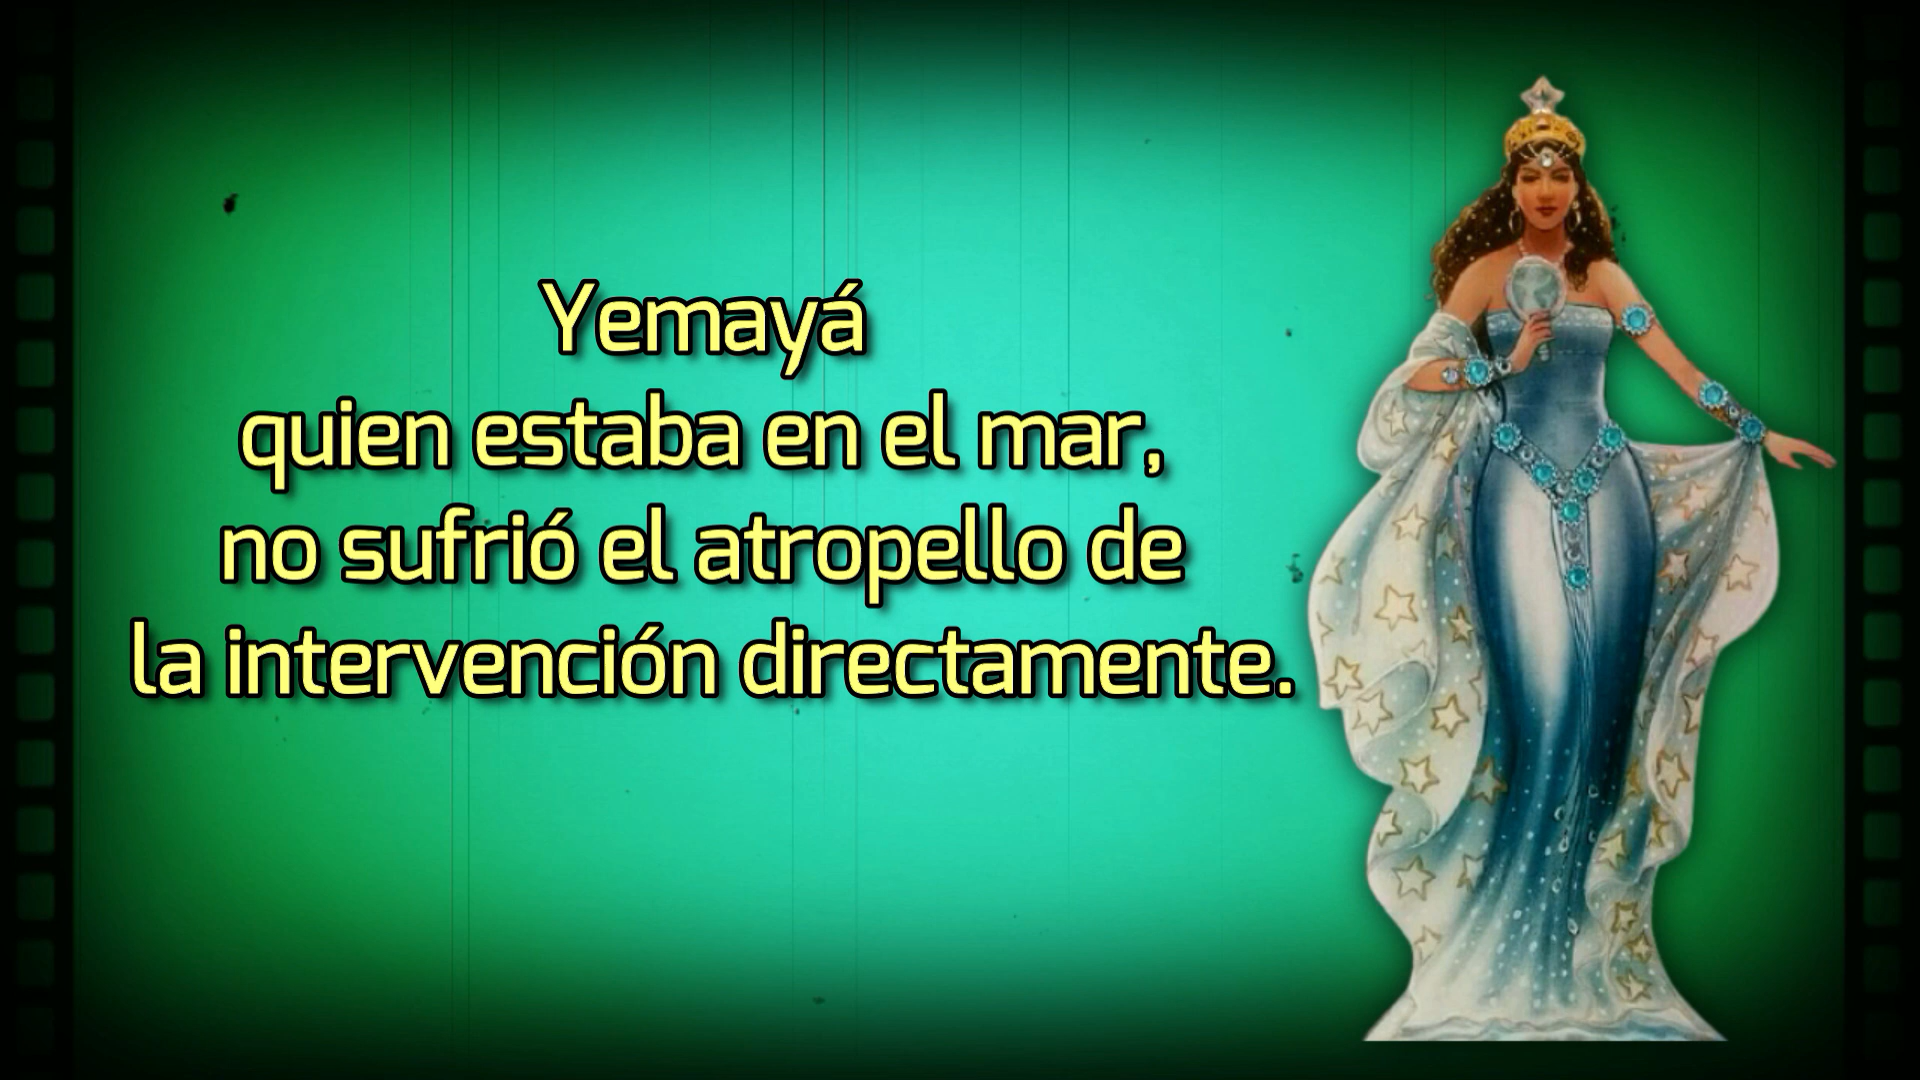 Yemayá
quien estaba en el mar,
no sufrió el atropello de
la intervención directamente.